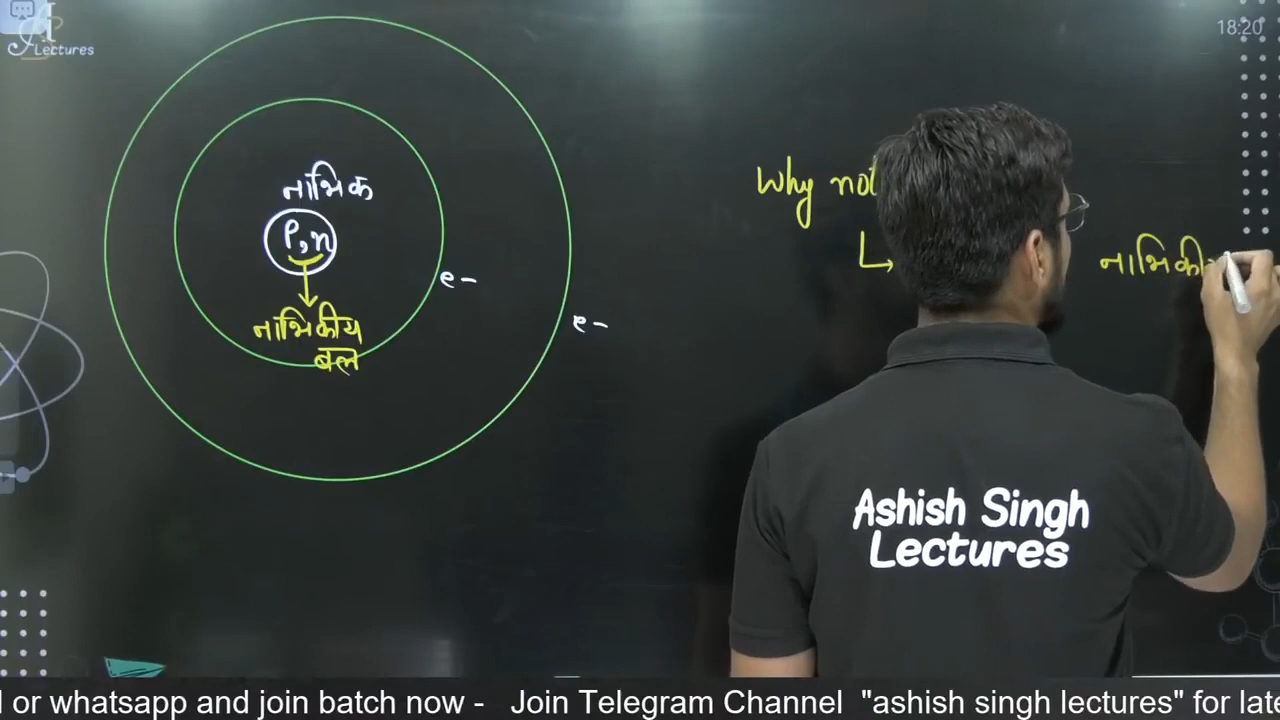 Lectures
18:20
नाभिक
P, n
e-
e-
नाभिकीय
बल
Why not
नाभिकीय
Ashish Singh
Lectures
or whatsapp and join batch now - Join Telegram Channel "ashish singh lectures" for